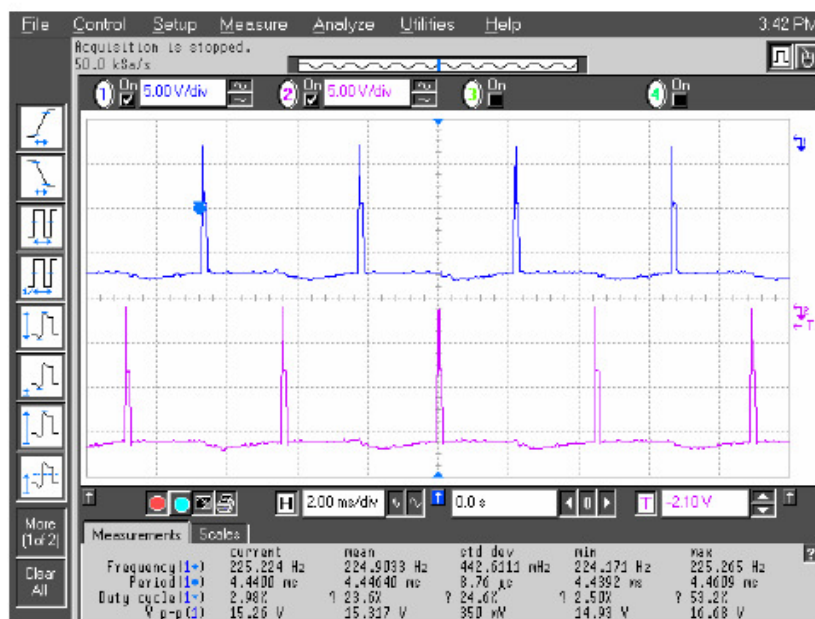 File Control Setup Measure Analyze Utilities Help 3:42 PM
Acquisition is stopped.
50.0 kSa/s
1 On 5.00 V/div 2 On 5.00 V/div 3 On 4 On
More
(1of 2)
Clear
All
H 2.00 ms/div 0.0 s 0 T -2.10 V
Measurements Scales
current mean std dev min max
Frequency(1) 225.224 Hz 224.9033 Hz 442.6111 mHz 224.171 Hz 225.265 Hz
Period(1) 4.4400 ms 4.44640 ms 8.76 µs 4.4392 ms 4.4609 ms
Duty cycle(1) 2.98% ? 23.6% ? 24.6% ? 2.50% ? 53.2%
V p-p(1) 15.26 V 15.317 V 350 mV 14.93 V 16.68 V